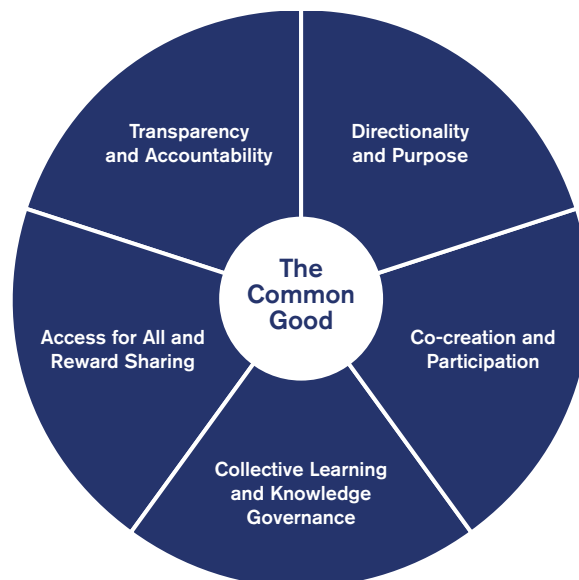 Transparency
and Accountability
Directionality
and Purpose
The
Common
Good
Access for All and
Reward Sharing
Co-creation and
Participation
Collective Learning
and Knowledge
Governance